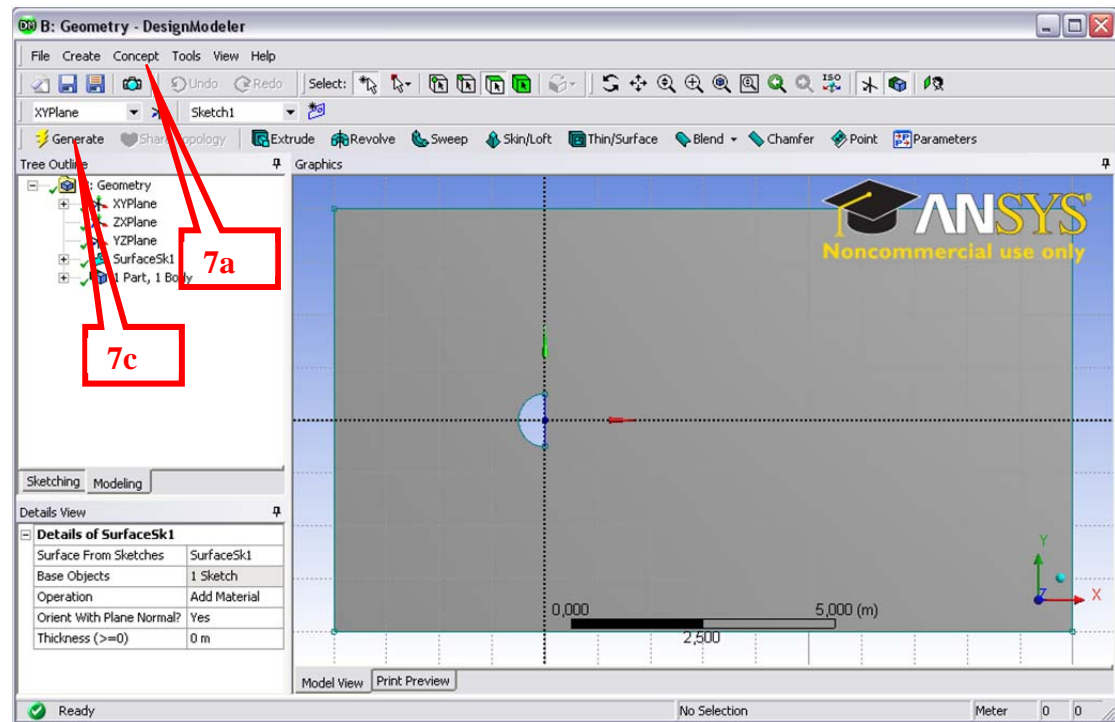 B: Geometry - DesignModeler
File Create Concept Tools View Help
Undo Redo Select: ISO
XYPlane Sketch1
Generate Share Topology Extrude Revolve Sweep Skin/Loft Thin/Surface Blend Chamfer Point Parameters
Tree Outline
B: Geometry
XYPlane
ZXPlane
YZPlane
SurfaceSk1
1 Part, 1 Body
7a
7c
Sketching Modeling
Details View
Details of SurfaceSk1
Surface From Sketches SurfaceSk1
Base Objects 1 Sketch
Operation Add Material
Orient With Plane Normal? Yes
Thickness (>=0) 0 m
Graphics
ANSYS
Noncommercial use only
Y
Z X
0,000 5,000 (m)
2,500
Model View Print Preview
Ready No Selection Meter 0 0